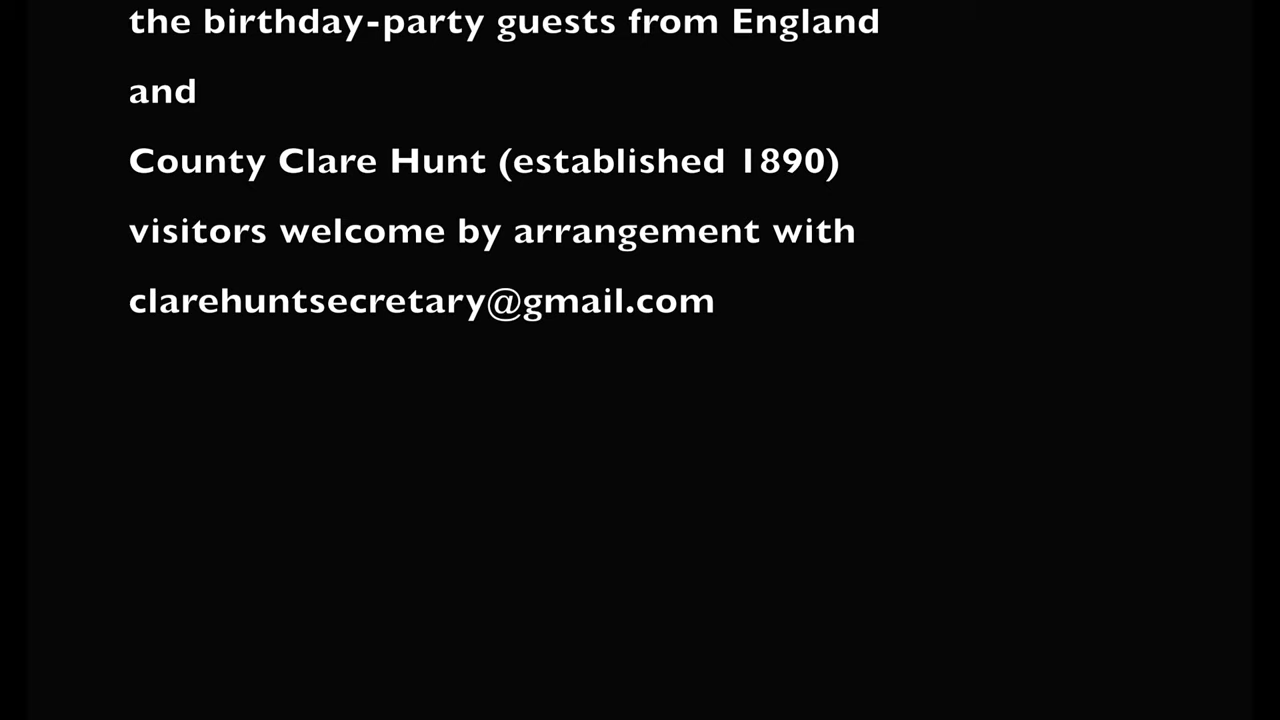 the birthday-party guests from England
and
County Clare Hunt (established 1890)
visitors welcome by arrangement with
clarehuntsecretary@gmail.com